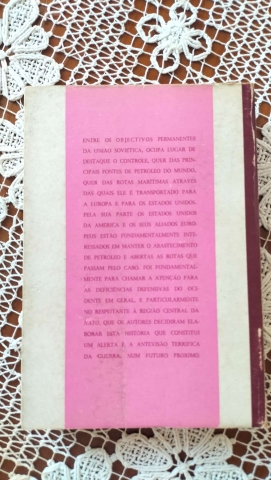 ENTRE OS OBJECTIVOS PERMANENTES
DA UNIÃO SOVIÉTICA, OCUPA LUGAR DE
DESTAQUE O CONTROLE, QUER DAS PRIN-
CIPAIS FONTES DE PETRÓLEO DO MUNDO,
QUER DAS ROTAS MARÍTIMAS ATRAVÉS
DAS QUAIS ELE É TRANSPORTADO PARA
A EUROPA E PARA OS ESTADOS UNIDOS.
PELA SUA PARTE OS ESTADOS UNIDOS
DA AMÉRICA E OS SEUS ALIADOS EURO-
PEUS ESTÃO FUNDAMENTALMENTE INTE-
RESSADOS EM MANTER O ABASTECIMENTO
DE PETRÓLEO E ABERTAS AS ROTAS QUE
PASSAM PELO CABO. FOI FUNDAMENTAL-
MENTE PARA CHAMAR A ATENÇÃO PARA
AS DEFICIÊNCIAS DEFENSIVAS DO OCI-
DENTE EM GERAL, E PARTICULARMENTE
NO RESPEITANTE À REGIÃO CENTRAL DA
NATO, QUE OS AUTORES DECIDIRAM ELA-
BORAR ESTA HISTÓRIA QUE CONSTITUI
UM ALERTA E A ANTEVISÃO TERRÍFICA
DA GUERRA, NUM FUTURO PRÓXIMO.